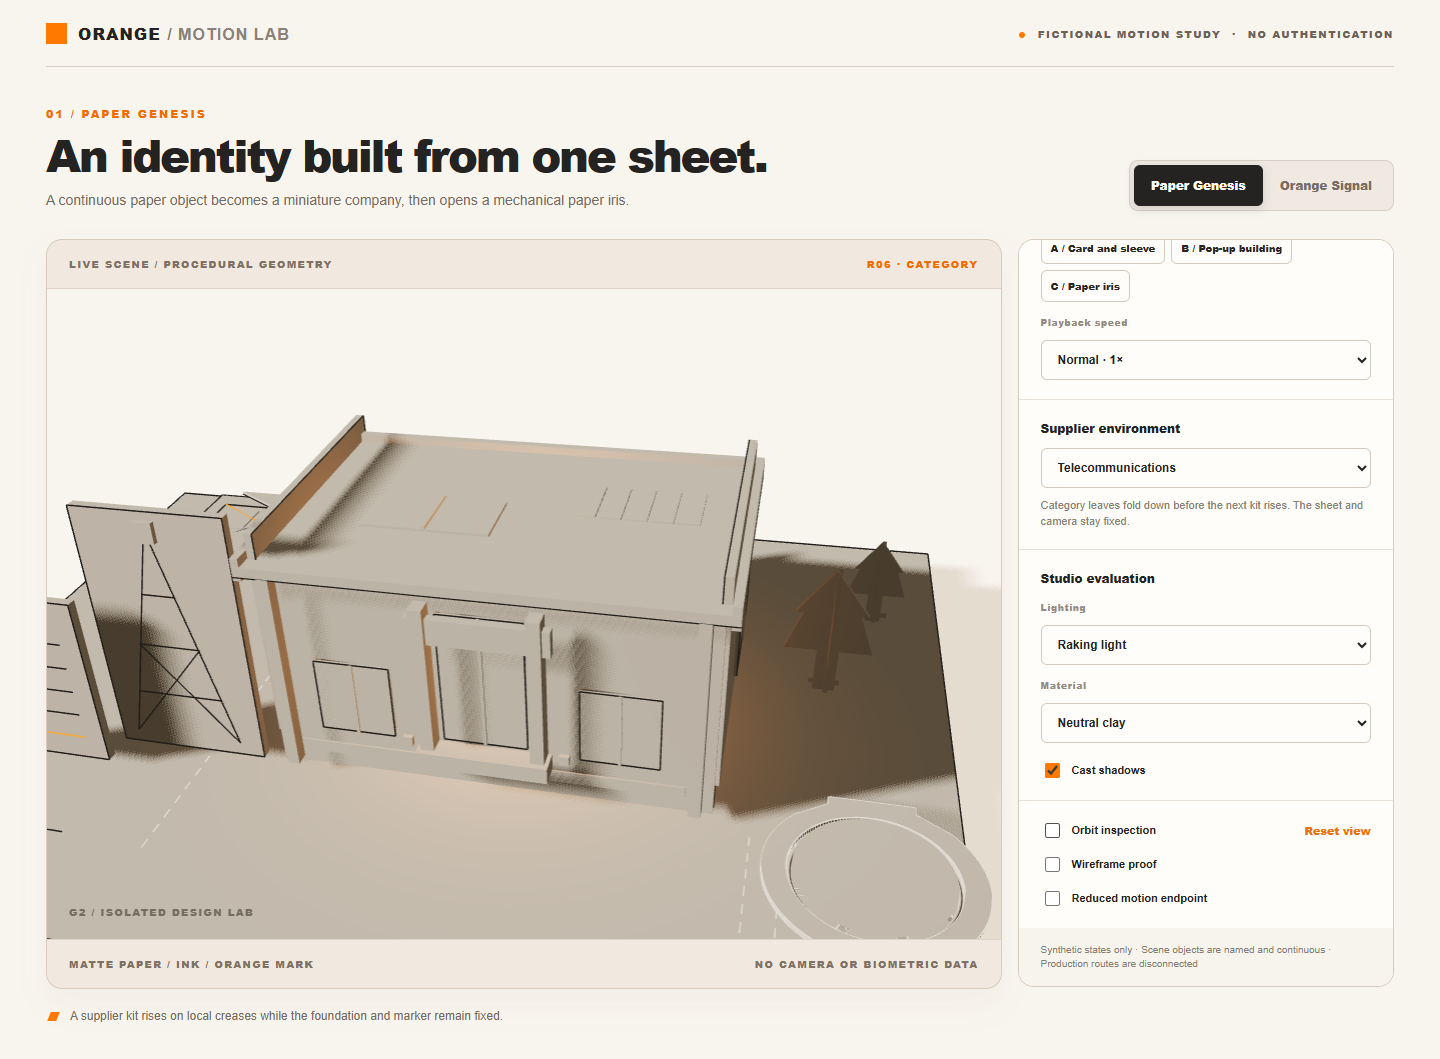 ORANGE / MOTION LAB
FICTIONAL MOTION STUDY · NO AUTHENTICATION
01 / PAPER GENESIS
An identity built from one sheet.
A continuous paper object becomes a miniature company, then opens a mechanical paper iris.
Paper Genesis
Orange Signal
LIVE SCENE / PROCEDURAL GEOMETRY
R06 · CATEGORY
G2 / ISOLATED DESIGN LAB
MATTE PAPER / INK / ORANGE MARK
NO CAMERA OR BIOMETRIC DATA
A supplier kit rises on local creases while the foundation and marker remain fixed.
A / Card and sleeve
B / Pop-up building
C / Paper iris
Playback speed
Normal · 1×
Supplier environment
Telecommunications
Category leaves fold down before the next kit rises. The sheet and
camera stay fixed.
Studio evaluation
Lighting
Raking light
Material
Neutral clay
Cast shadows
Orbit inspection
Reset view
Wireframe proof
Reduced motion endpoint
Synthetic states only · Scene objects are named and continuous ·
Production routes are disconnected